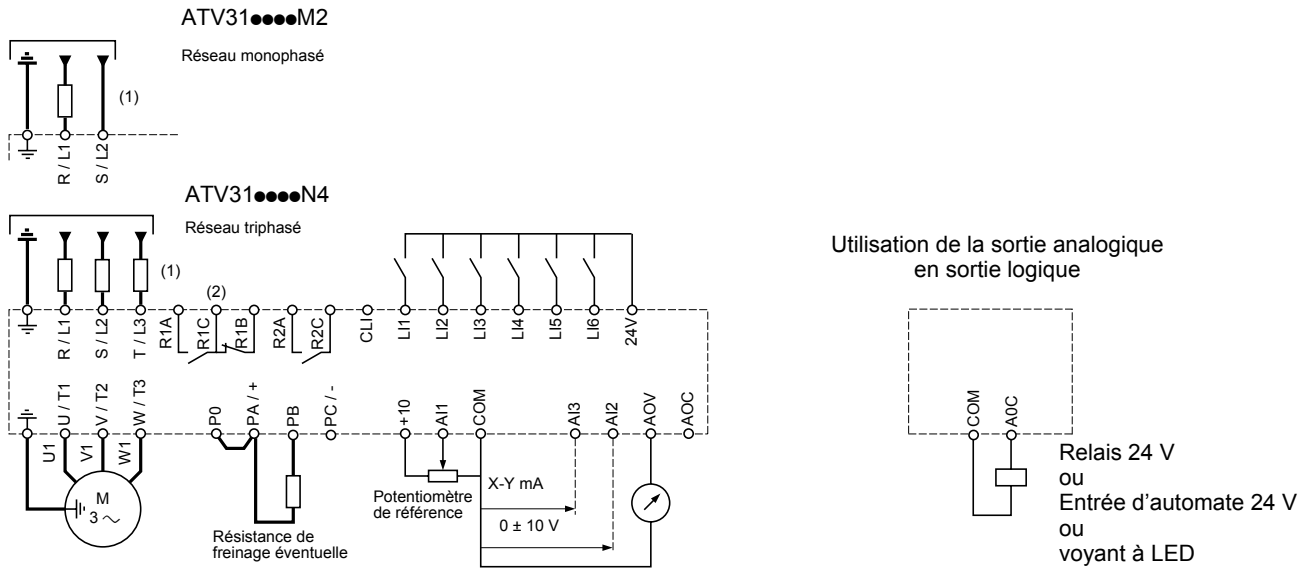 ATV31●●●●M2
Réseau monophasé
(1)
R / L1
S / L2
ATV31●●●●N4
Réseau triphasé
(1)
(2)
R / L1
S / L2
T / L3
R1A
R1C
R1B
R2A
R2C
CLI
LI1
LI2
LI3
LI4
LI5
LI6
24V
U / T1
V / T2
W / T3
P0
PA / +
PB
PC / -
+10
AI1
COM
AI3
AI2
AOV
AOC
U1
V1
W1
M
3 ∼
Résistance de
freinage éventuelle
Potentiomètre
de référence
X-Y mA
0 ± 10 V
Utilisation de la sortie analogique
en sortie logique
COM
A0C
Relais 24 V
ou
Entrée d’automate 24 V
ou
voyant à LED